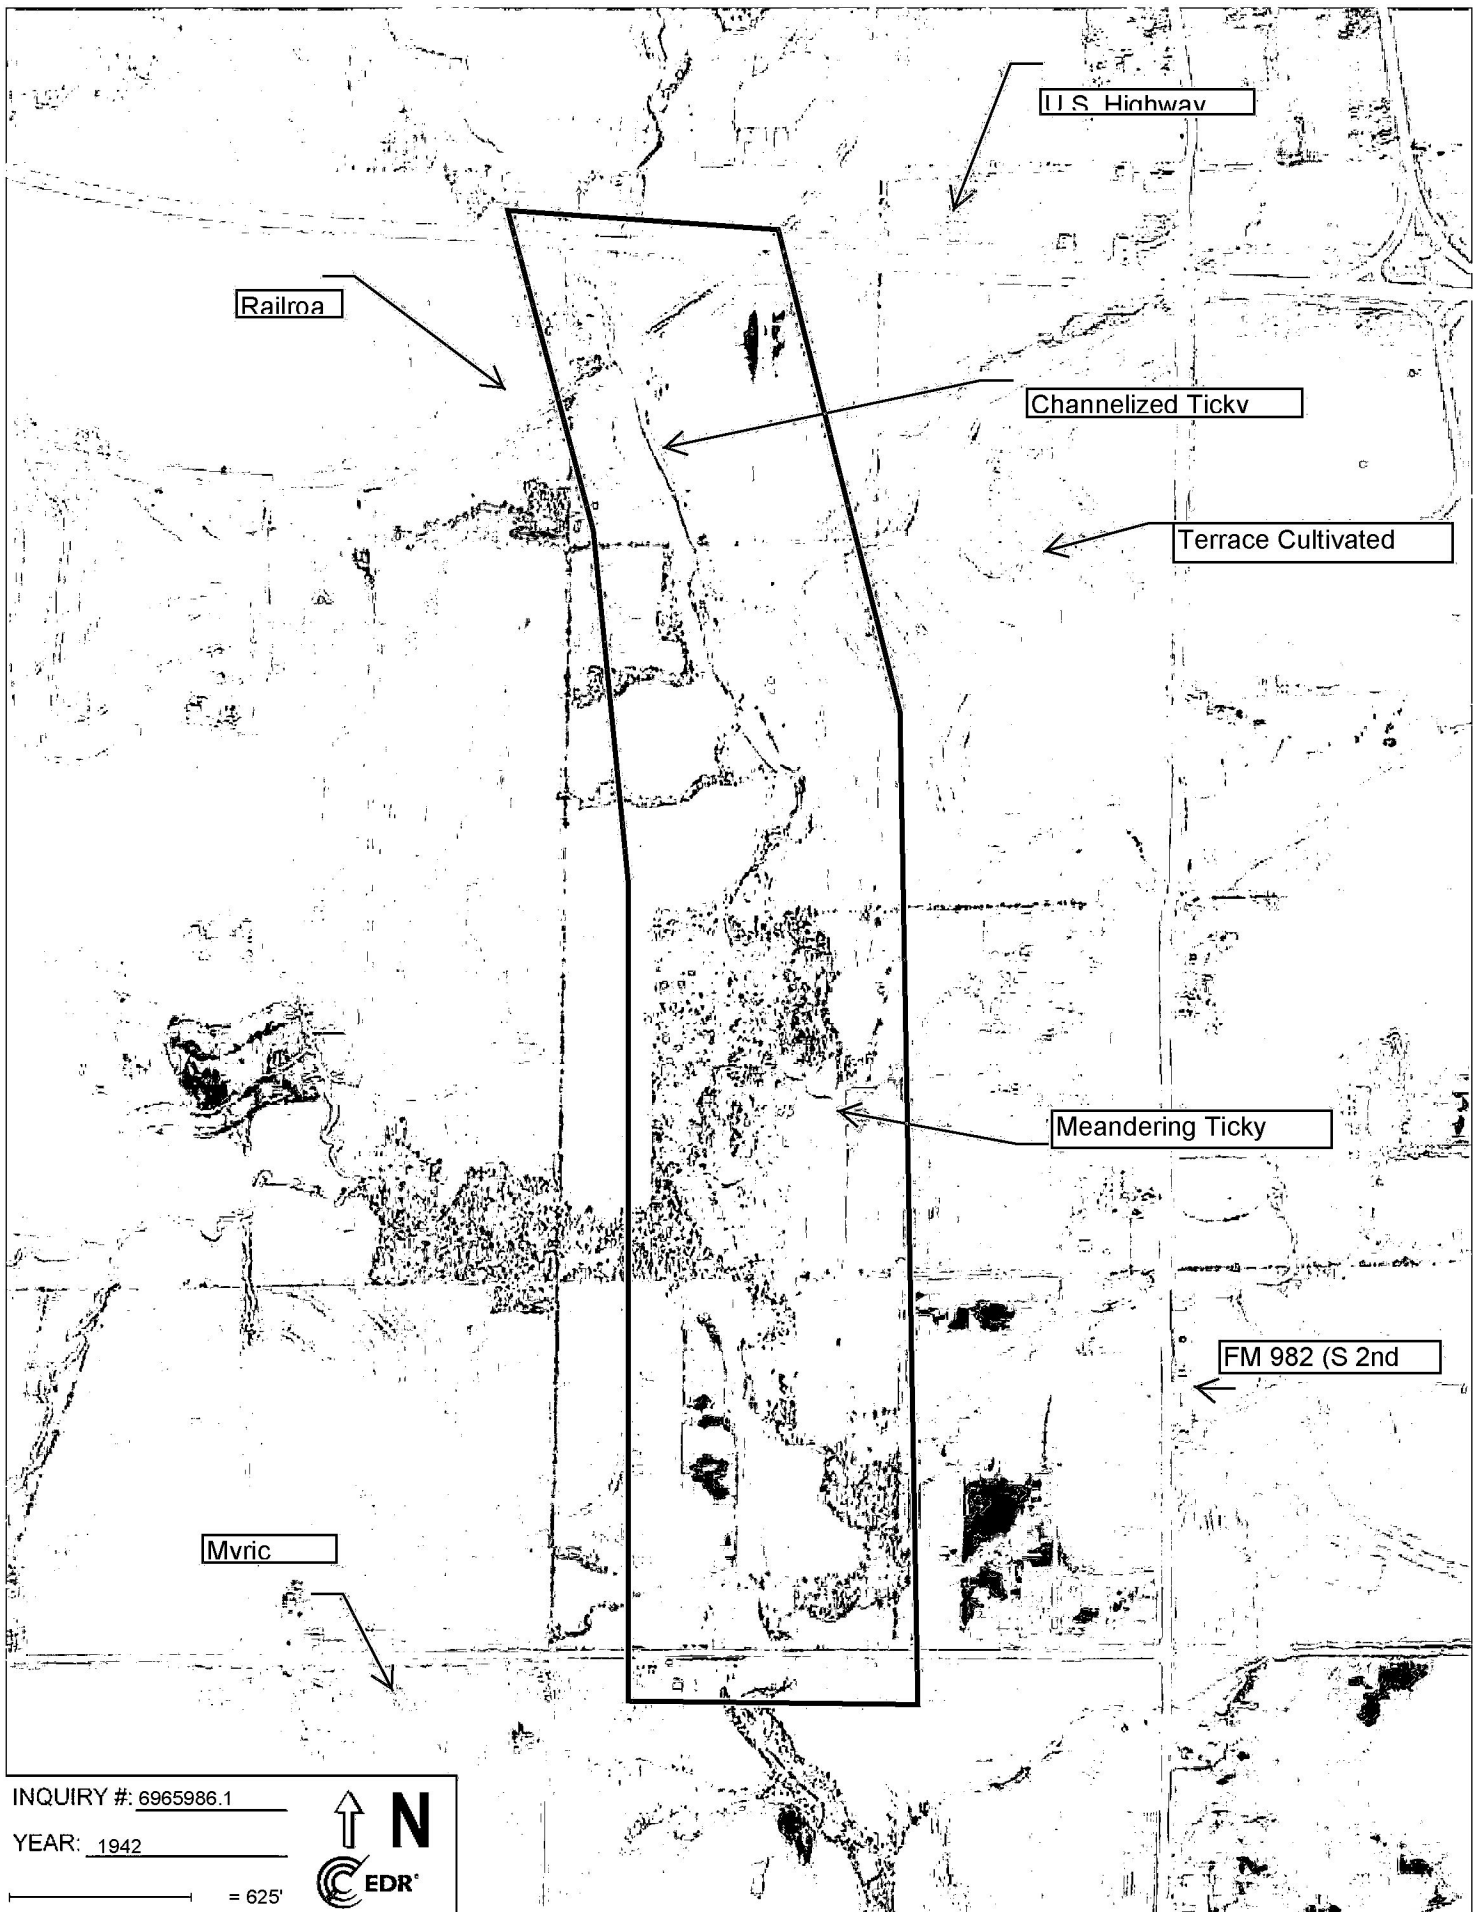 U.S. Highway
Railroa
Channelized Ticky
Terrace Cultivated
Meandering Ticky
FM 982 (S 2nd
Myric
INQUIRY #: 6965986.1
YEAR: 1942
N
EDR
= 625'